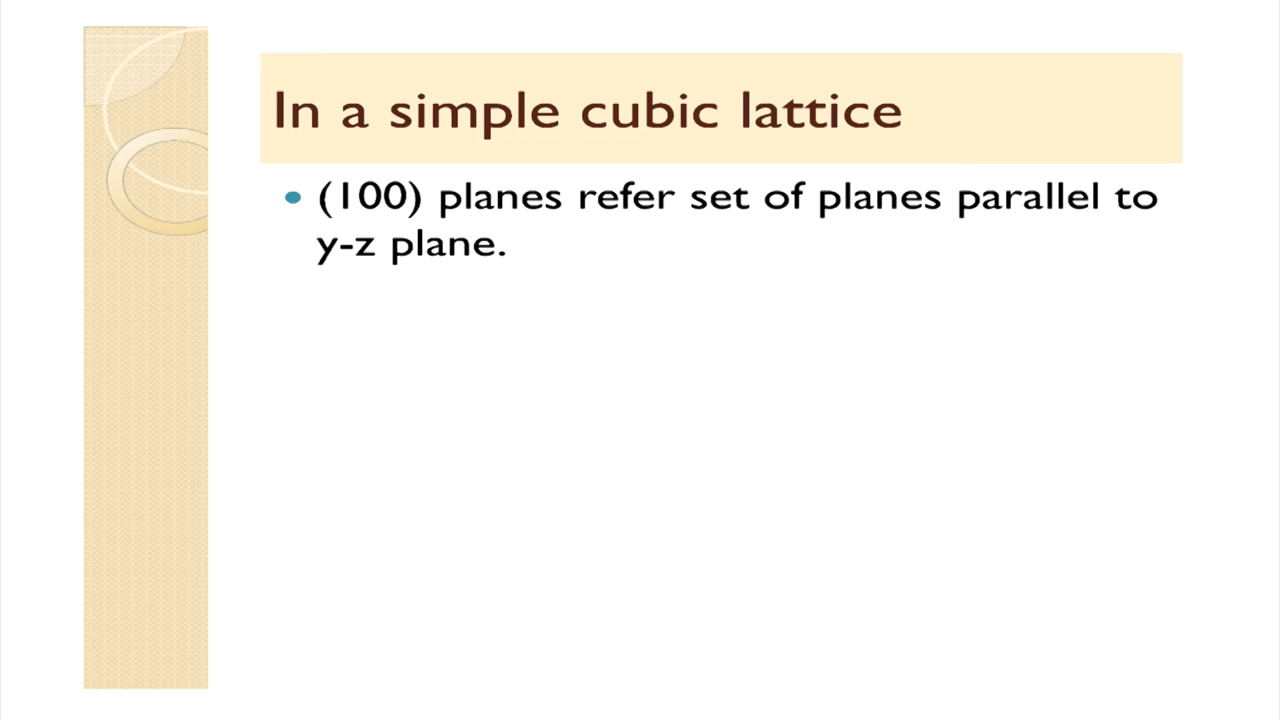 In a simple cubic lattice
• (100) planes refer set of planes parallel to
y-z plane.